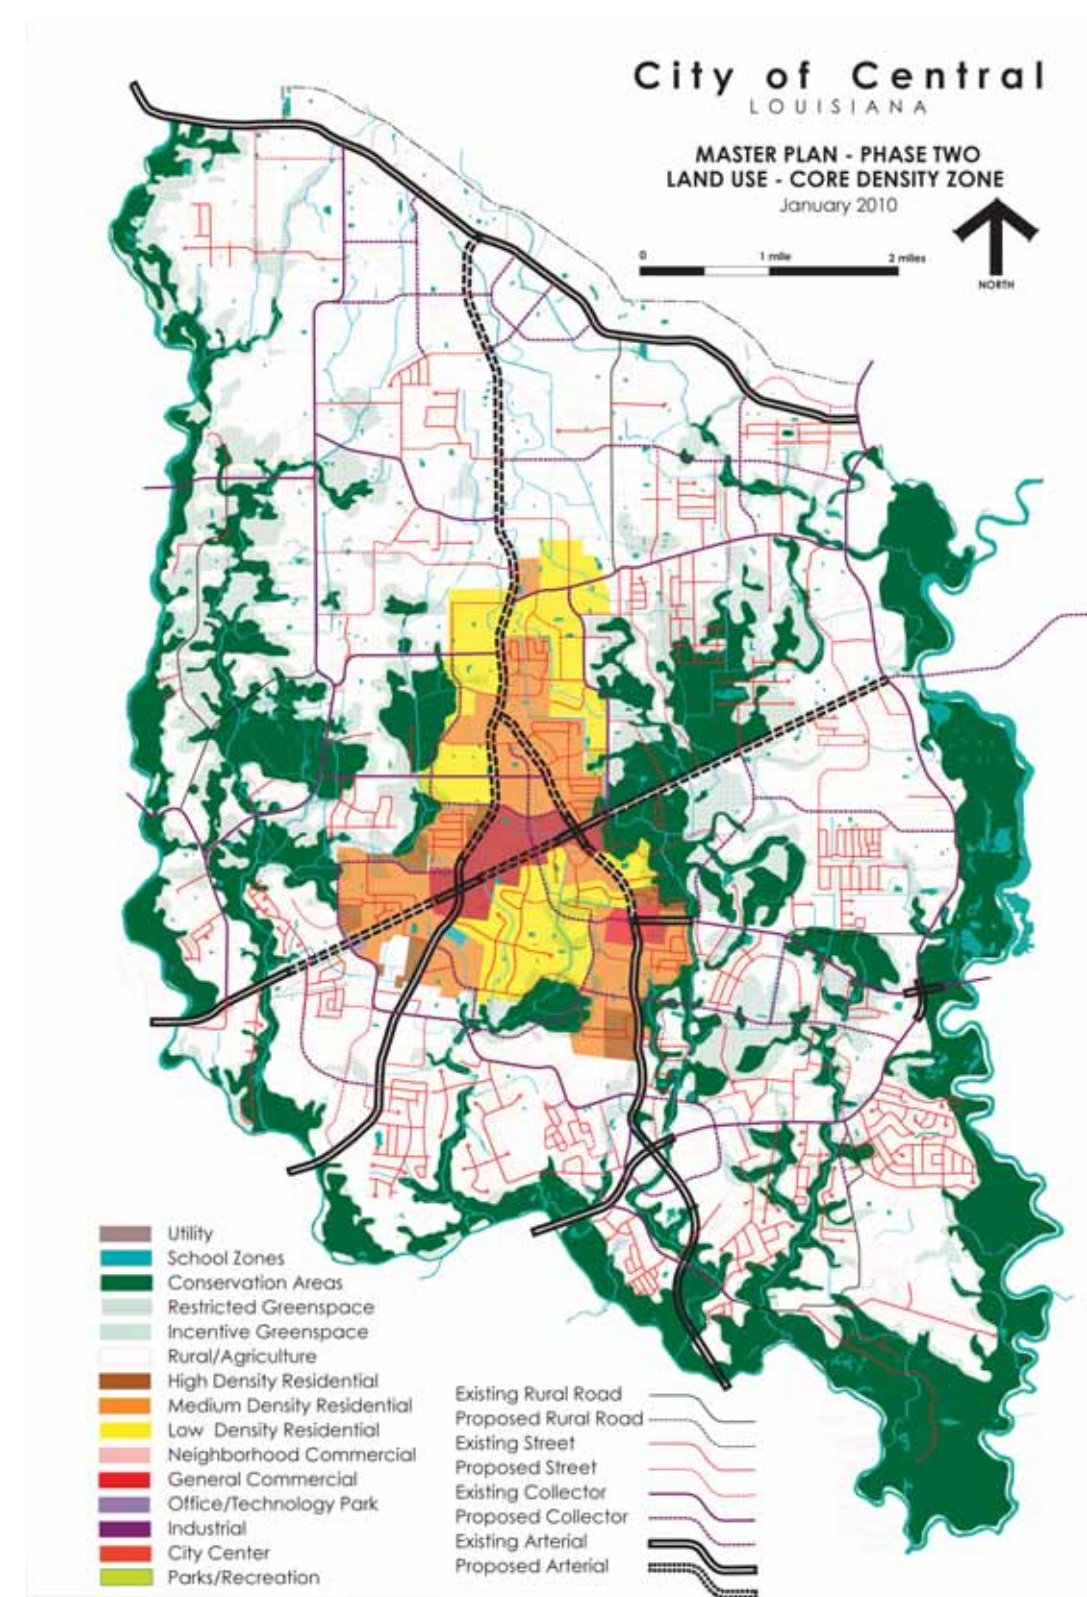 City of Central
LOUISIANA
MASTER PLAN - PHASE TWO
LAND USE - CORE DENSITY ZONE
January 2010
0 1 mile 2 miles
NORTH
Utility
School Zones
Conservation Areas
Restricted Greenspace
Incentive Greenspace
Rural/Agriculture
High Density Residential
Medium Density Residential
Low Density Residential
Neighborhood Commercial
General Commercial
Office/Technology Park
Industrial
City Center
Parks/Recreation
Existing Rural Road
Proposed Rural Road
Existing Street
Proposed Street
Existing Collector
Proposed Collector
Existing Arterial
Proposed Arterial